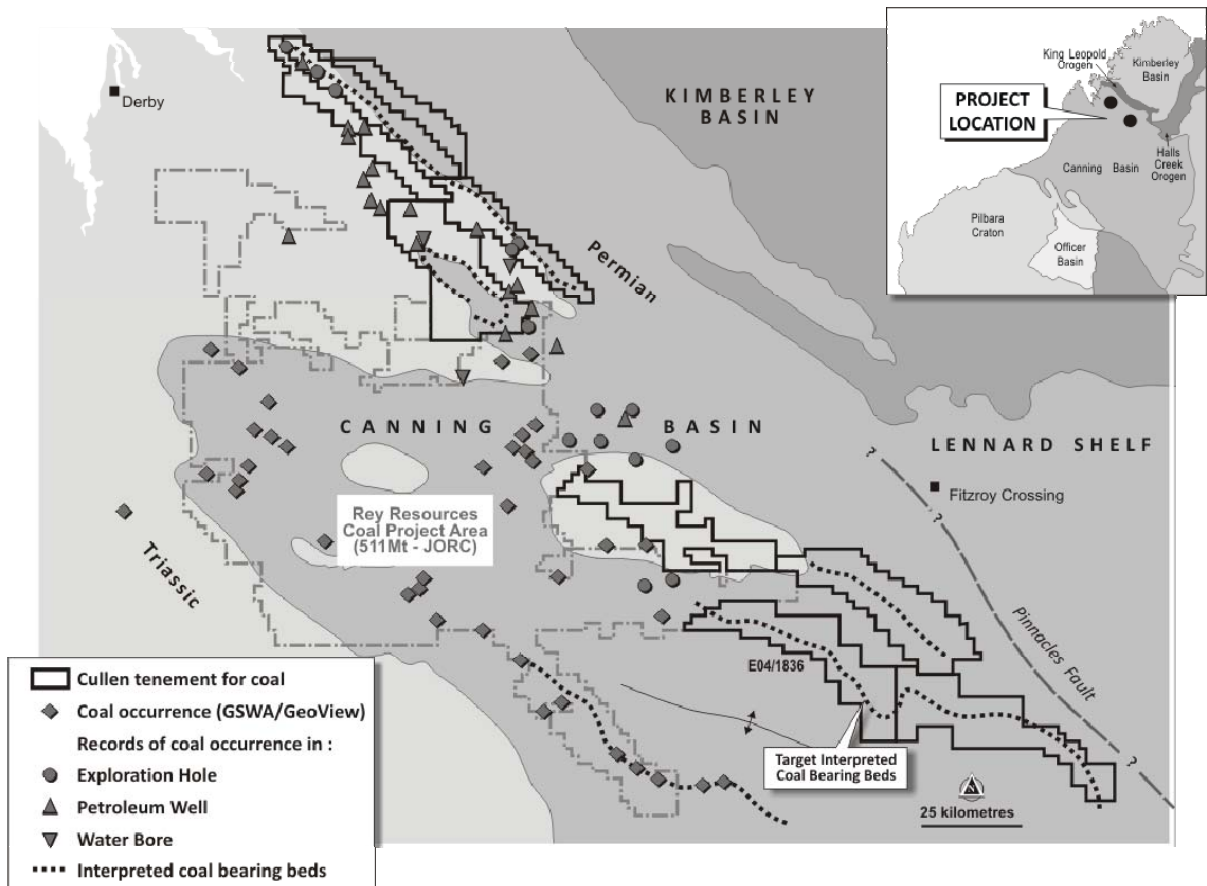 Derby
KIMBERLEY
BASIN
King Leopold
Orogen
Kimberley
Basin
PROJECT
LOCATION
Halls
Creek
Orogen
Canning Basin
Pilbara
Craton
Officer
Basin
Permian
CANNING BASIN
LENNARD SHELF
?
?
Fitzroy Crossing
Rey Resources
Coal Project Area
(511Mt - JORC)
Triassic
Pinnacles Fault
E04/1836
?
Target Interpreted
Coal Bearing Beds
25 kilometres
Cullen tenement for coal
Coal occurrence (GSWA/GeoView)
Records of coal occurrence in :
Exploration Hole
Petroleum Well
Water Bore
Interpreted coal bearing beds